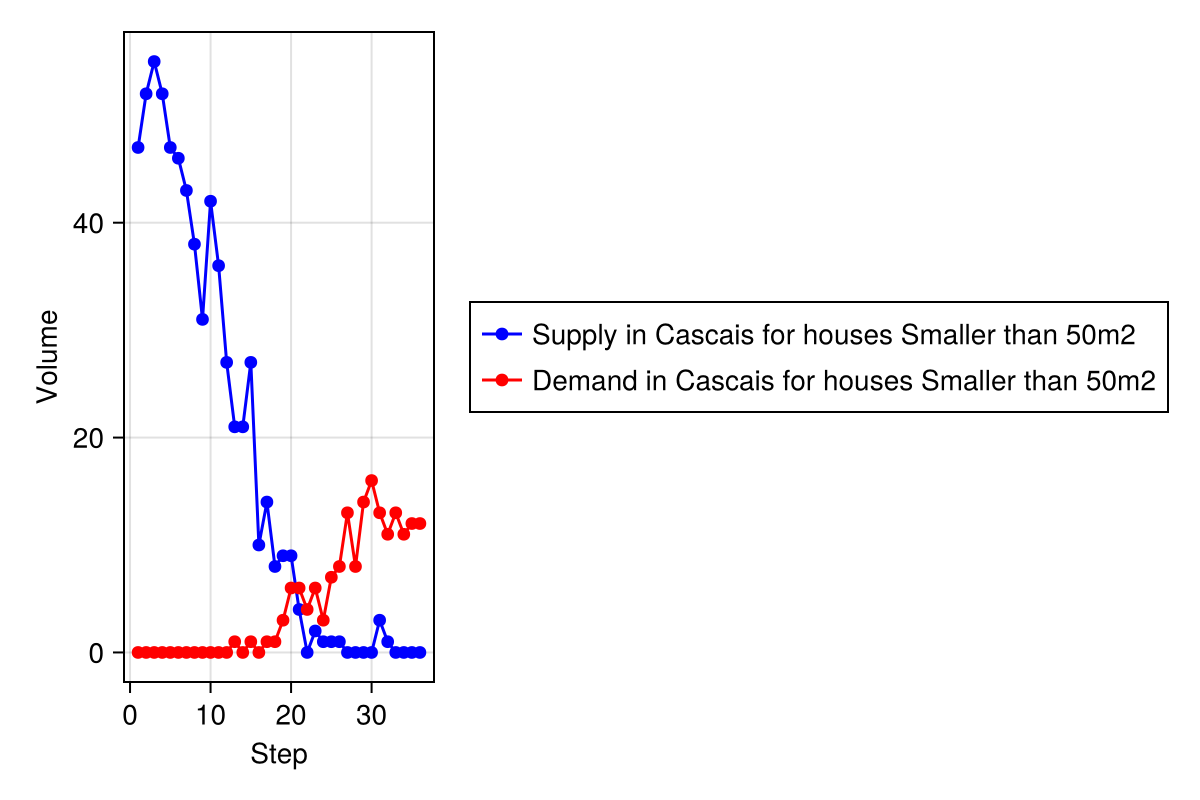 Volume
40
20
0
0 10 20 30
Step
Supply in Cascais for houses Smaller than 50m2
Demand in Cascais for houses Smaller than 50m2